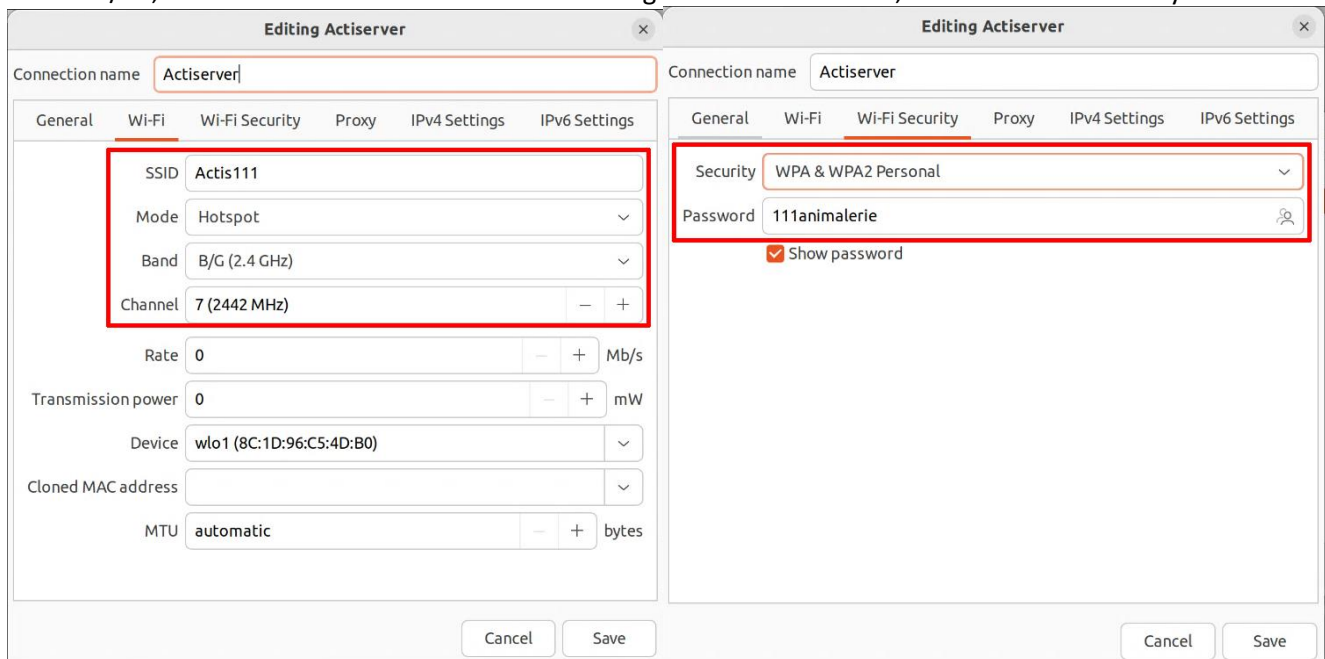 Editing Actiserver
Connection name Actiserver
General Wi-Fi Wi-Fi Security Proxy IPv4 Settings IPv6 Settings
SSID Actis111
Mode Hotspot
Band B/G (2.4 GHz)
Channel 7 (2442 MHz)
Rate 0 Mb/s
Transmission power 0 mW
Device wlo1 (8C:1D:96:C5:4D:B0)
Cloned MAC address
MTU automatic bytes
Cancel Save
Editing Actiserver
Connection name Actiserver
General Wi-Fi Wi-Fi Security Proxy IPv4 Settings IPv6 Settings
Security WPA & WPA2 Personal
Password 111animalerie
Show password
Cancel Save